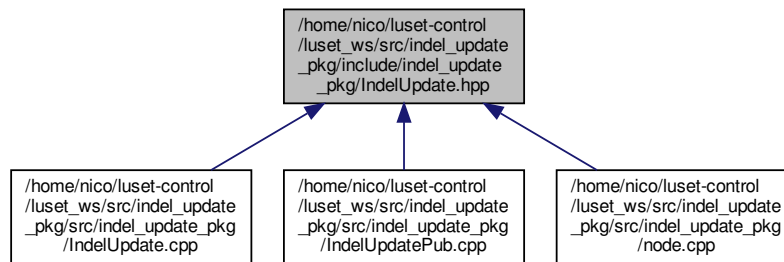 /home/nico/luset-control
/luset_ws/src/indel_update
_pkg/include/indel_update
_pkg/IndelUpdate.hpp
/home/nico/luset-control
/luset_ws/src/indel_update
_pkg/src/indel_update_pkg
/IndelUpdate.cpp
/home/nico/luset-control
/luset_ws/src/indel_update
_pkg/src/indel_update_pkg
/IndelUpdatePub.cpp
/home/nico/luset-control
/luset_ws/src/indel_update
_pkg/src/indel_update_pkg
/node.cpp